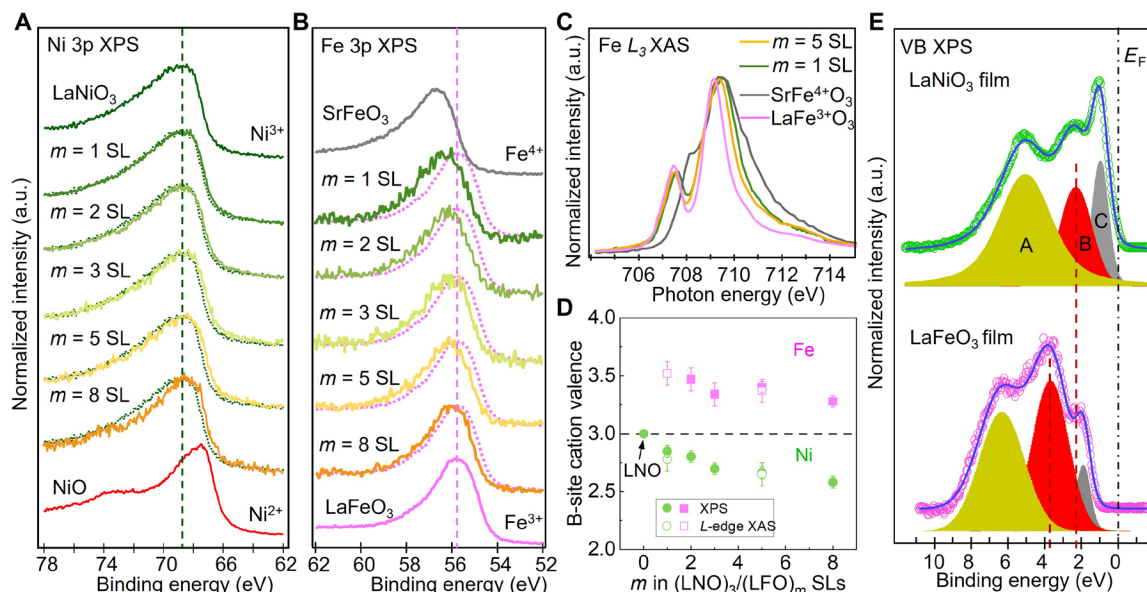 A
Ni 3p XPS
LaNiO3
Ni3+
m = 1 SL
m = 2 SL
m = 3 SL
m = 5 SL
m = 8 SL
NiO
Ni2+
78 74 70 66 62
Binding energy (eV)
Normalized intensity (a.u.)
B
Fe 3p XPS
SrFeO3
Fe4+
m = 1 SL
m = 2 SL
m = 3 SL
m = 5 SL
m = 8 SL
LaFeO3
Fe3+
62 60 58 56 54 52
Binding energy (eV)
Normalized intensity (a.u.)
C
Fe L3 XAS
m = 5 SL
m = 1 SL
SrFe4+O3
LaFe3+O3
706 708 710 712 714
Photon energy (eV)
Normalized intensity (a.u.)
D
4.0
3.5
3.0
2.5
2.0
Fe
LNO
Ni
XPS
L-edge XAS
0 2 4 6 8
m in (LNO)3/(LFO)m SLs
B-site cation valence
E
VB XPS
EF
LaNiO3 film
A
B
C
LaFeO3 film
10 8 6 4 2 0
Binding energy (eV)
Normalized intensity (a.u.)